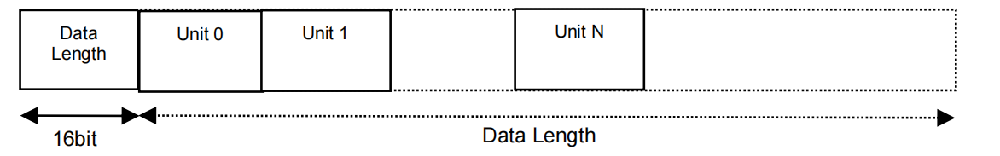 Data
Length
Unit 0
Unit 1
Unit N
16bit
Data Length